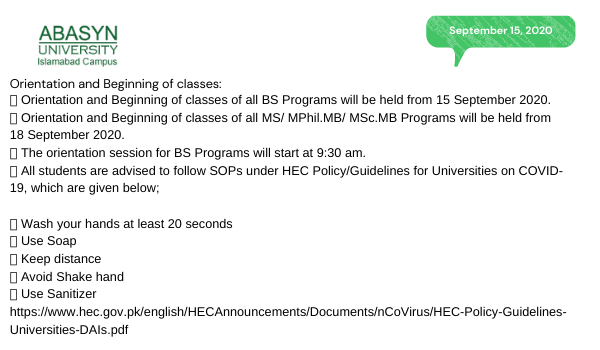 ABASYN
UNIVERSITY
Islamabad Campus
September 15, 2020
Orientation and Beginning of classes:
▯ Orientation and Beginning of classes of all BS Programs will be held from 15 September 2020.
▯ Orientation and Beginning of classes of all MS/ MPhil.MB/ MSc.MB Programs will be held from
18 September 2020.
▯ The orientation session for BS Programs will start at 9:30 am.
▯ All students are advised to follow SOPs under HEC Policy/Guidelines for Universities on COVID-
19, which are given below;
▯ Wash your hands at least 20 seconds
▯ Use Soap
▯ Keep distance
▯ Avoid Shake hand
▯ Use Sanitizer
https://www.hec.gov.pk/english/HECAnnouncements/Documents/nCoVirus/HEC-Policy-Guidelines-
Universities-DAIs.pdf